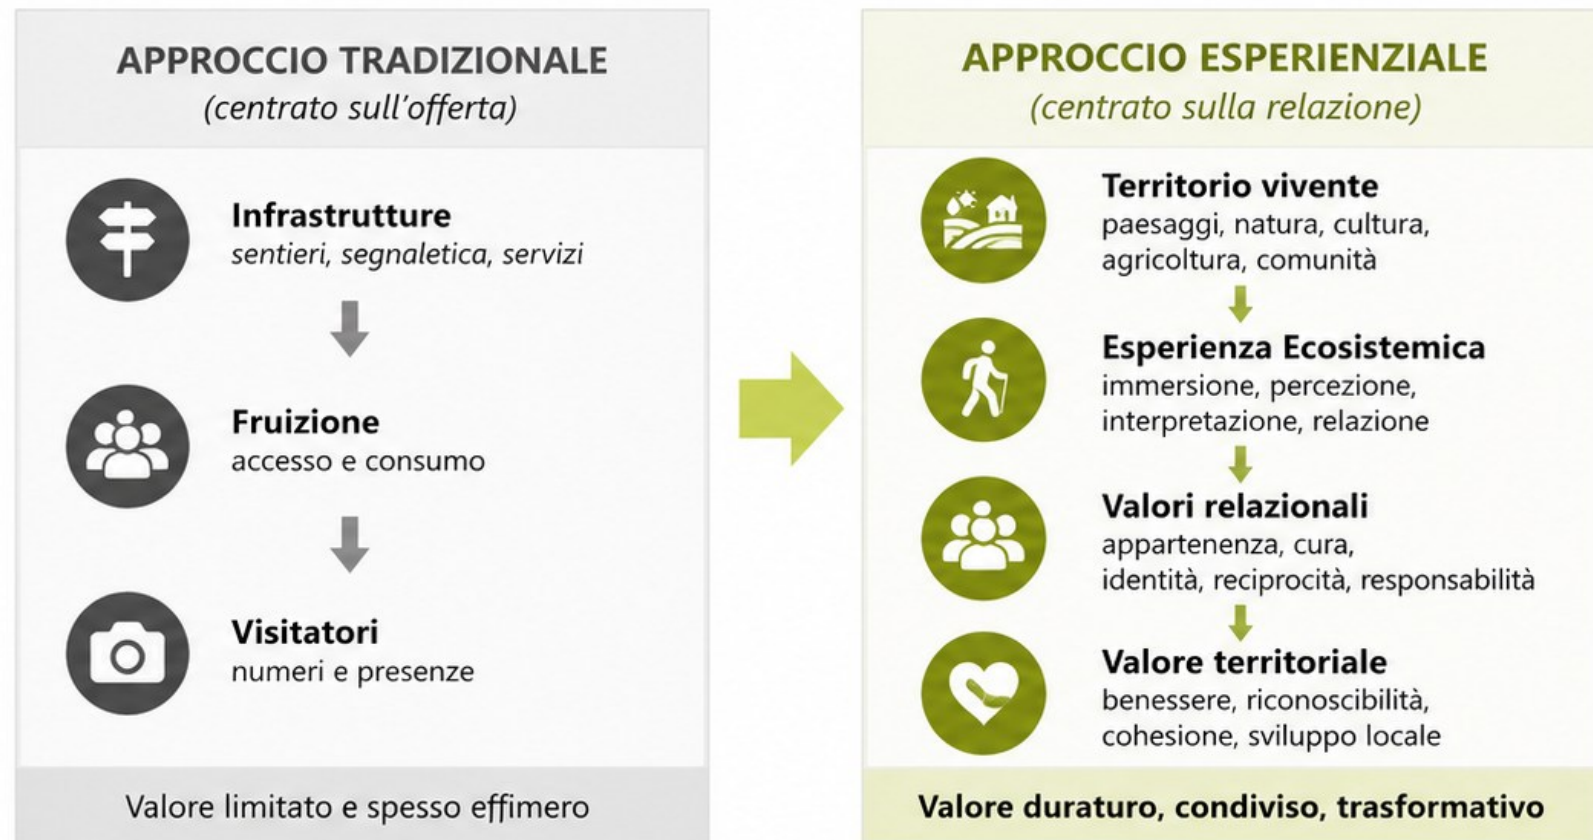 APPROCCIO TRADIZIONALE
(centrato sull'offerta)
Infrastrutture
sentieri, segnaletica, servizi
Fruizione
accesso e consumo
Visitatori
numeri e presenze
Valore limitato e spesso effimero
APPROCCIO ESPERIENZIALE
(centrato sulla relazione)
Territorio vivente
paesaggi, natura, cultura,
agricoltura, comunità
Esperienza Ecosistemica
immersione, percezione,
interpretazione, relazione
Valori relazionali
appartenenza, cura,
identità, reciprocità, responsabilità
Valore territoriale
benessere, riconoscibilità,
cohesione, sviluppo locale
Valore duraturo, condiviso, trasformativo